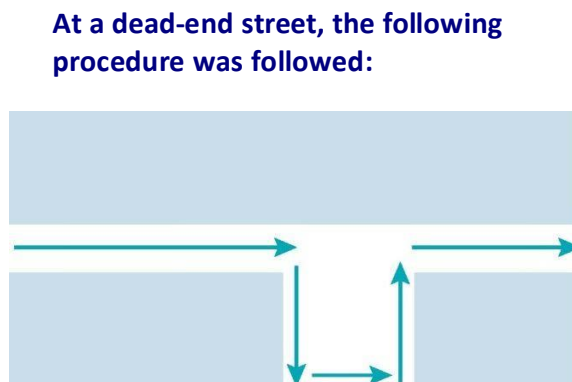 At a dead-end street, the following
procedure was followed: